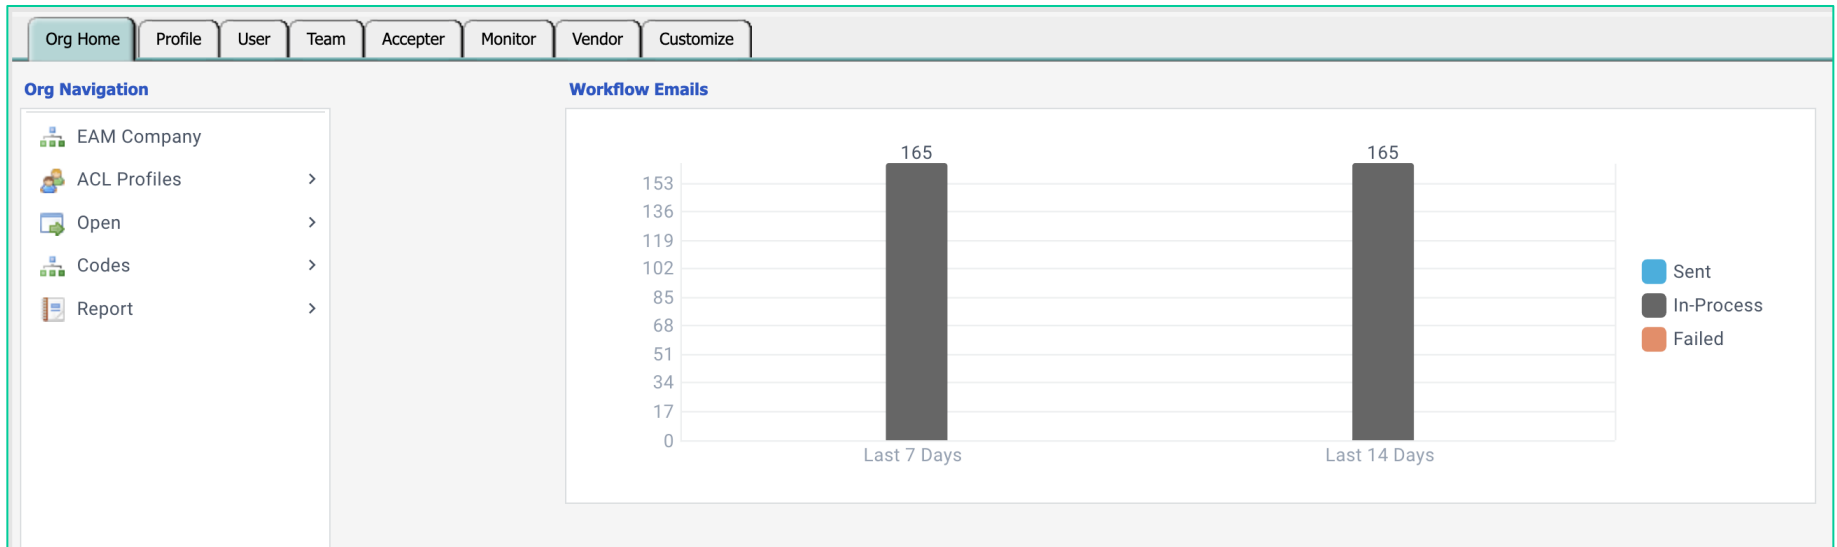 Org Home Profile User Team Accepter Monitor Vendor Customize
Org Navigation
EAM Company
ACL Profiles
Open
Codes
Report
Workflow Emails
165 165
153
136
119
102
85
68
51
34
17
0
Last 7 Days Last 14 Days
Sent
In-Process
Failed